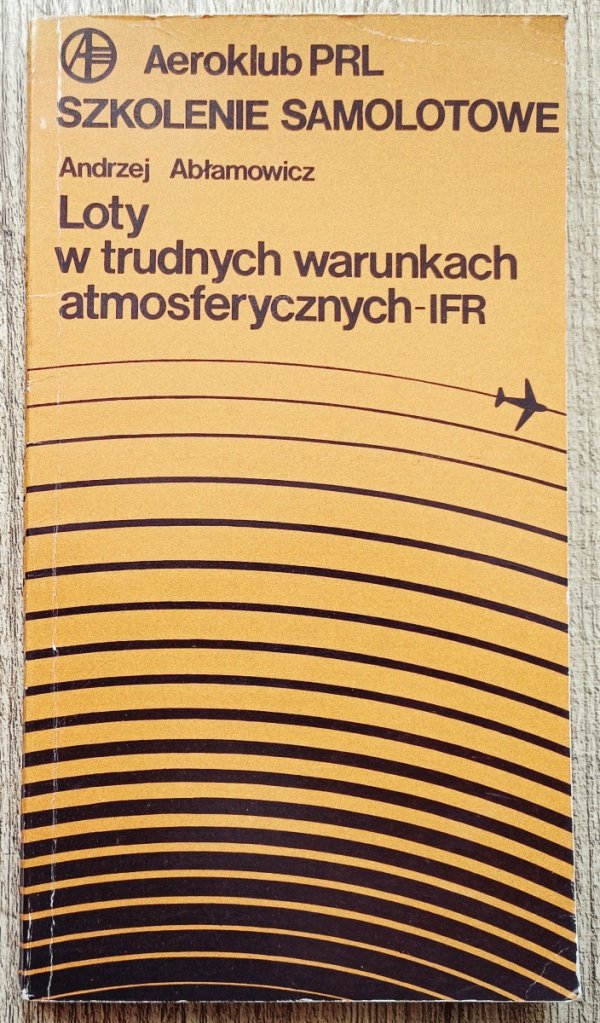 Aeroklub PRL
SZKOLENIE SAMOLOTOWE
Andrzej Abłamowicz
Loty
w trudnych warunkach
atmosferycznych-IFR